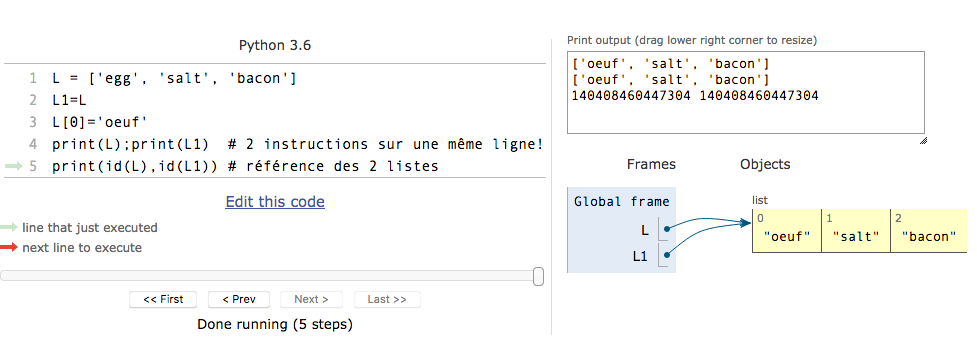 Python 3.6
1 L = ['egg', 'salt', 'bacon']
2 L1=L
3 L[0]='oeuf'
4 print(L);print(L1)  # 2 instructions sur une même ligne!
5 print(id(L),id(L1)) # référence des 2 listes
Edit this code
line that just executed
next line to execute
<< First < Prev Next > Last >>
Done running (5 steps)
Print output (drag lower right corner to resize)
['oeuf', 'salt', 'bacon']
['oeuf', 'salt', 'bacon']
140408460447304 140408460447304
Frames Objects
Global frame
L
L1
list
0 1 2
"oeuf" "salt" "bacon"